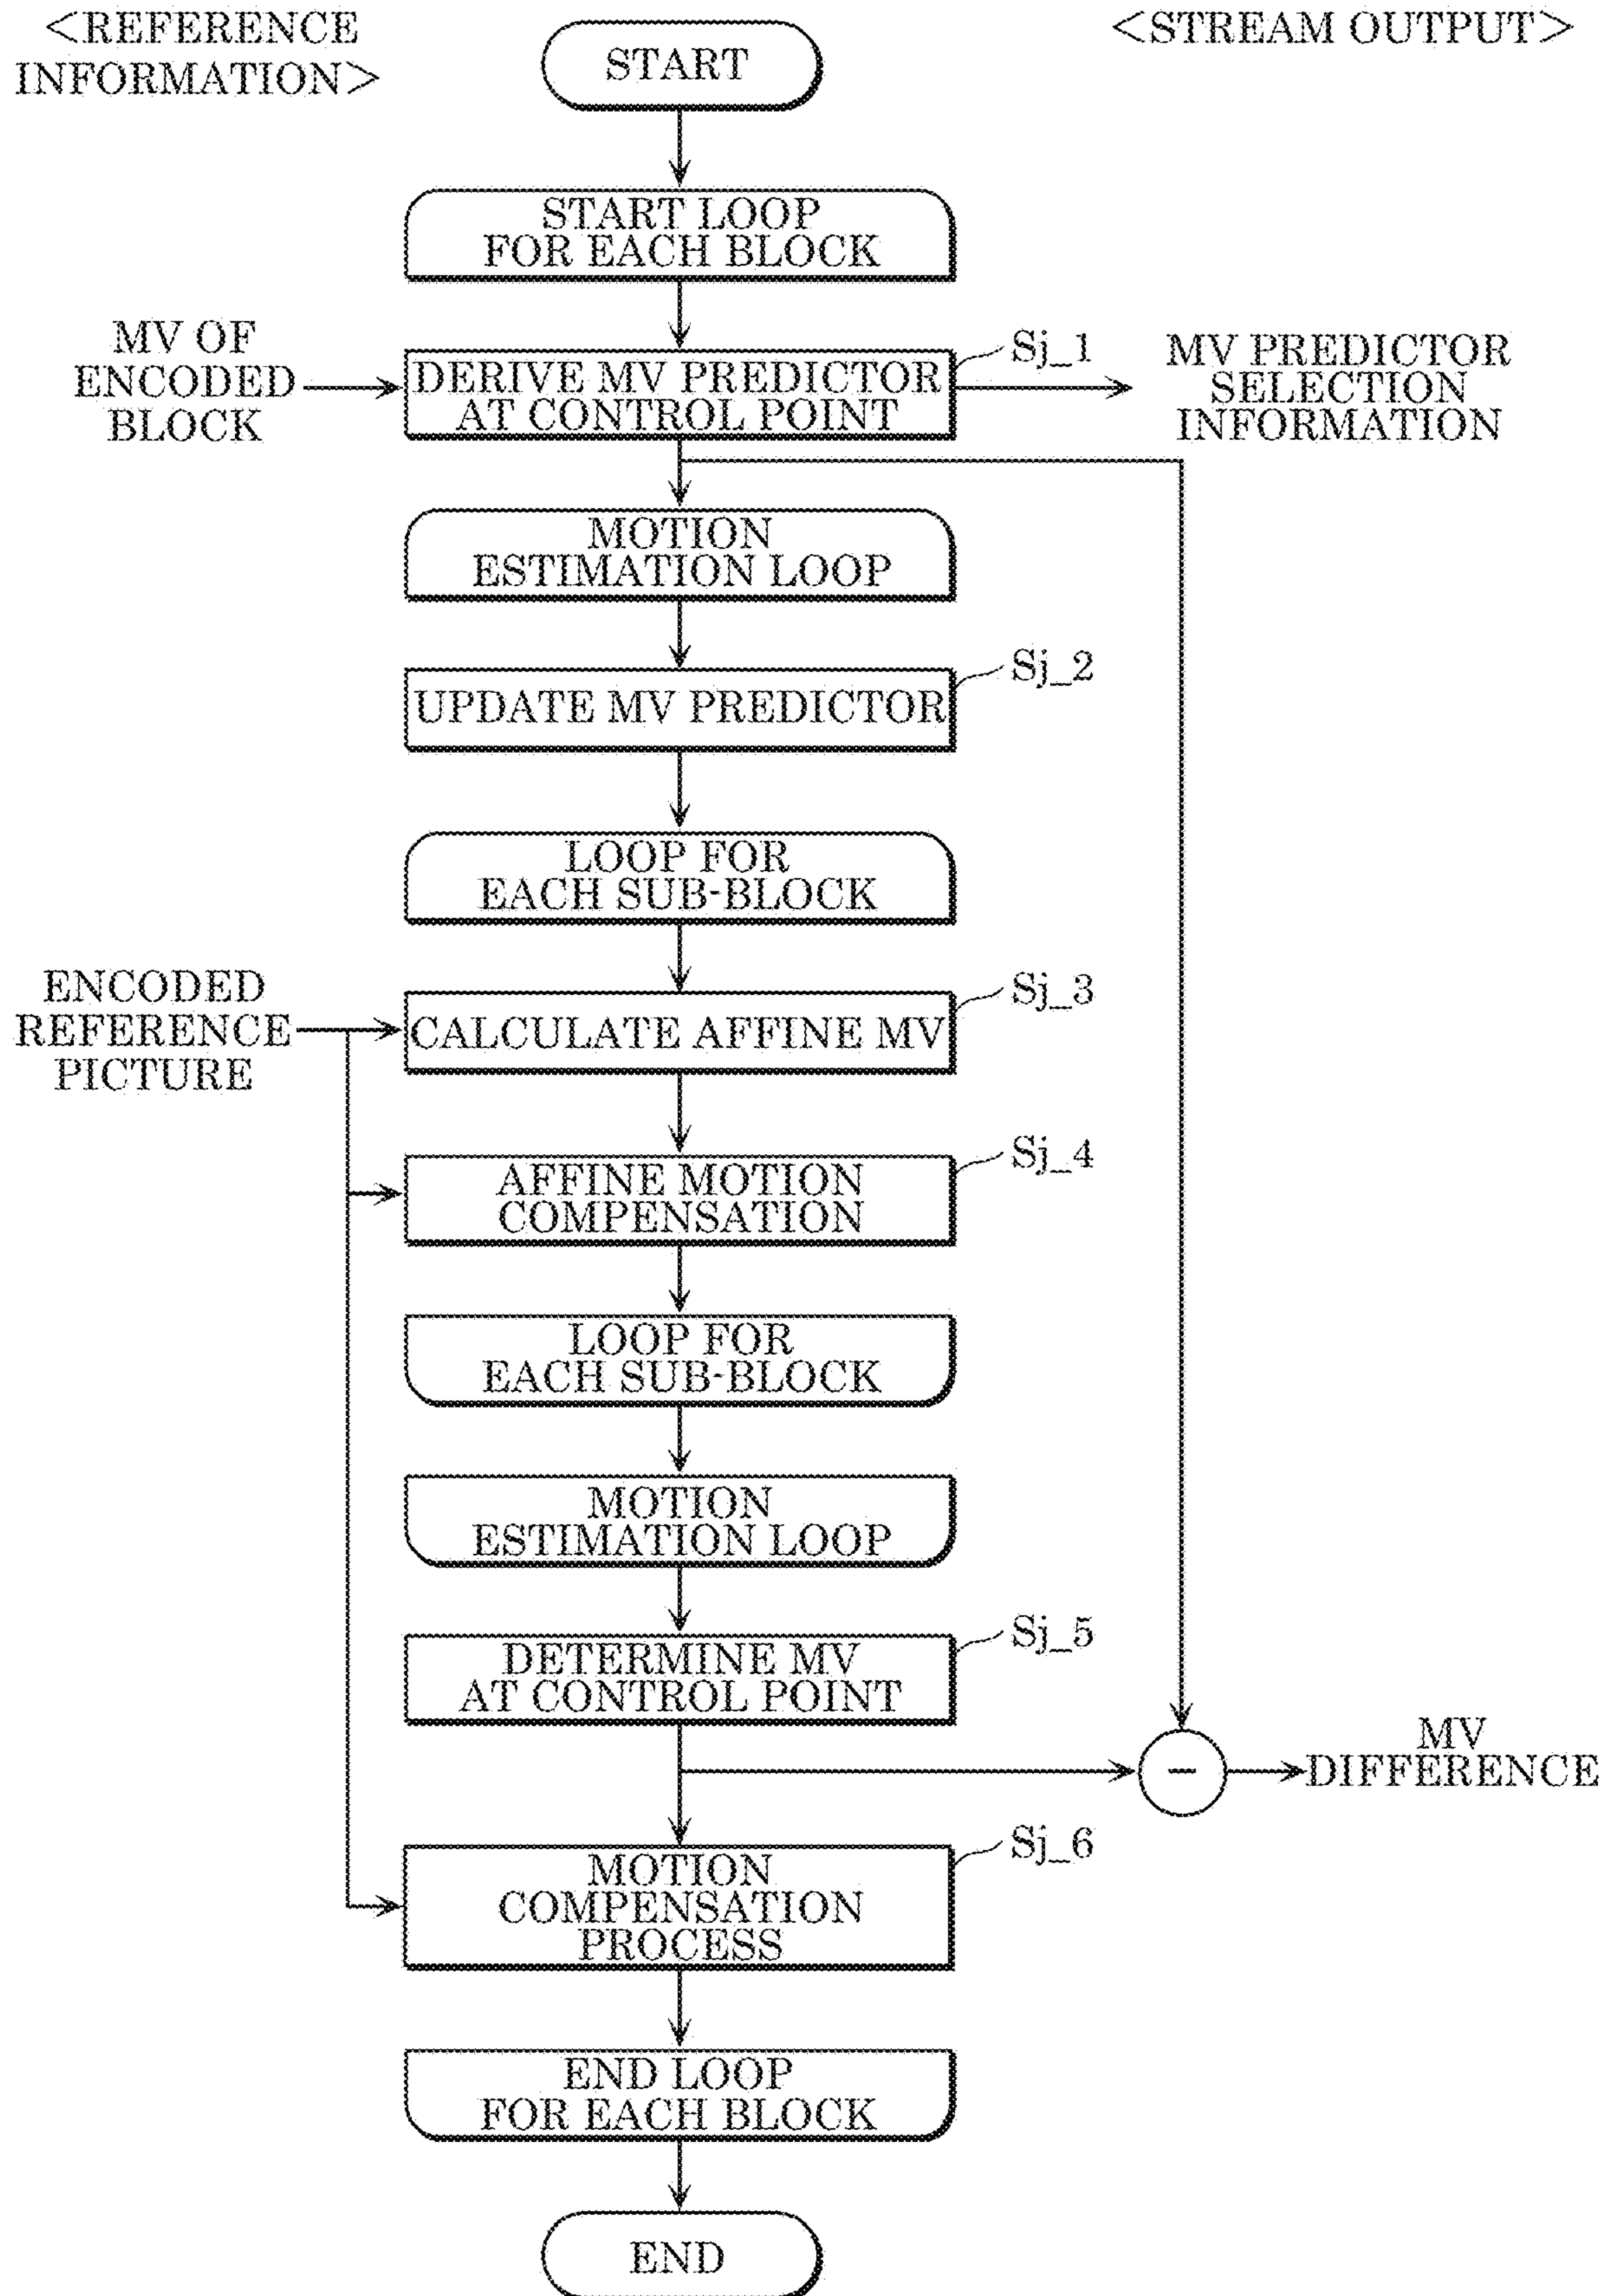 <REFERENCE
INFORMATION>
<STREAM OUTPUT>
START
START LOOP
FOR EACH BLOCK
MV OF
ENCODED
BLOCK
Sj_1
DERIVE MV PREDICTOR
AT CONTROL POINT
MV PREDICTOR
SELECTION
INFORMATION
MOTION
ESTIMATION LOOP
Sj_2
UPDATE MV PREDICTOR
LOOP FOR
EACH SUB-BLOCK
ENCODED
REFERENCE
PICTURE
Sj_3
CALCULATE AFFINE MV
Sj_4
AFFINE MOTION
COMPENSATION
LOOP FOR
EACH SUB-BLOCK
MOTION
ESTIMATION LOOP
Sj_5
DETERMINE MV
AT CONTROL POINT
−
MV
DIFFERENCE
Sj_6
MOTION
COMPENSATION
PROCESS
END LOOP
FOR EACH BLOCK
END